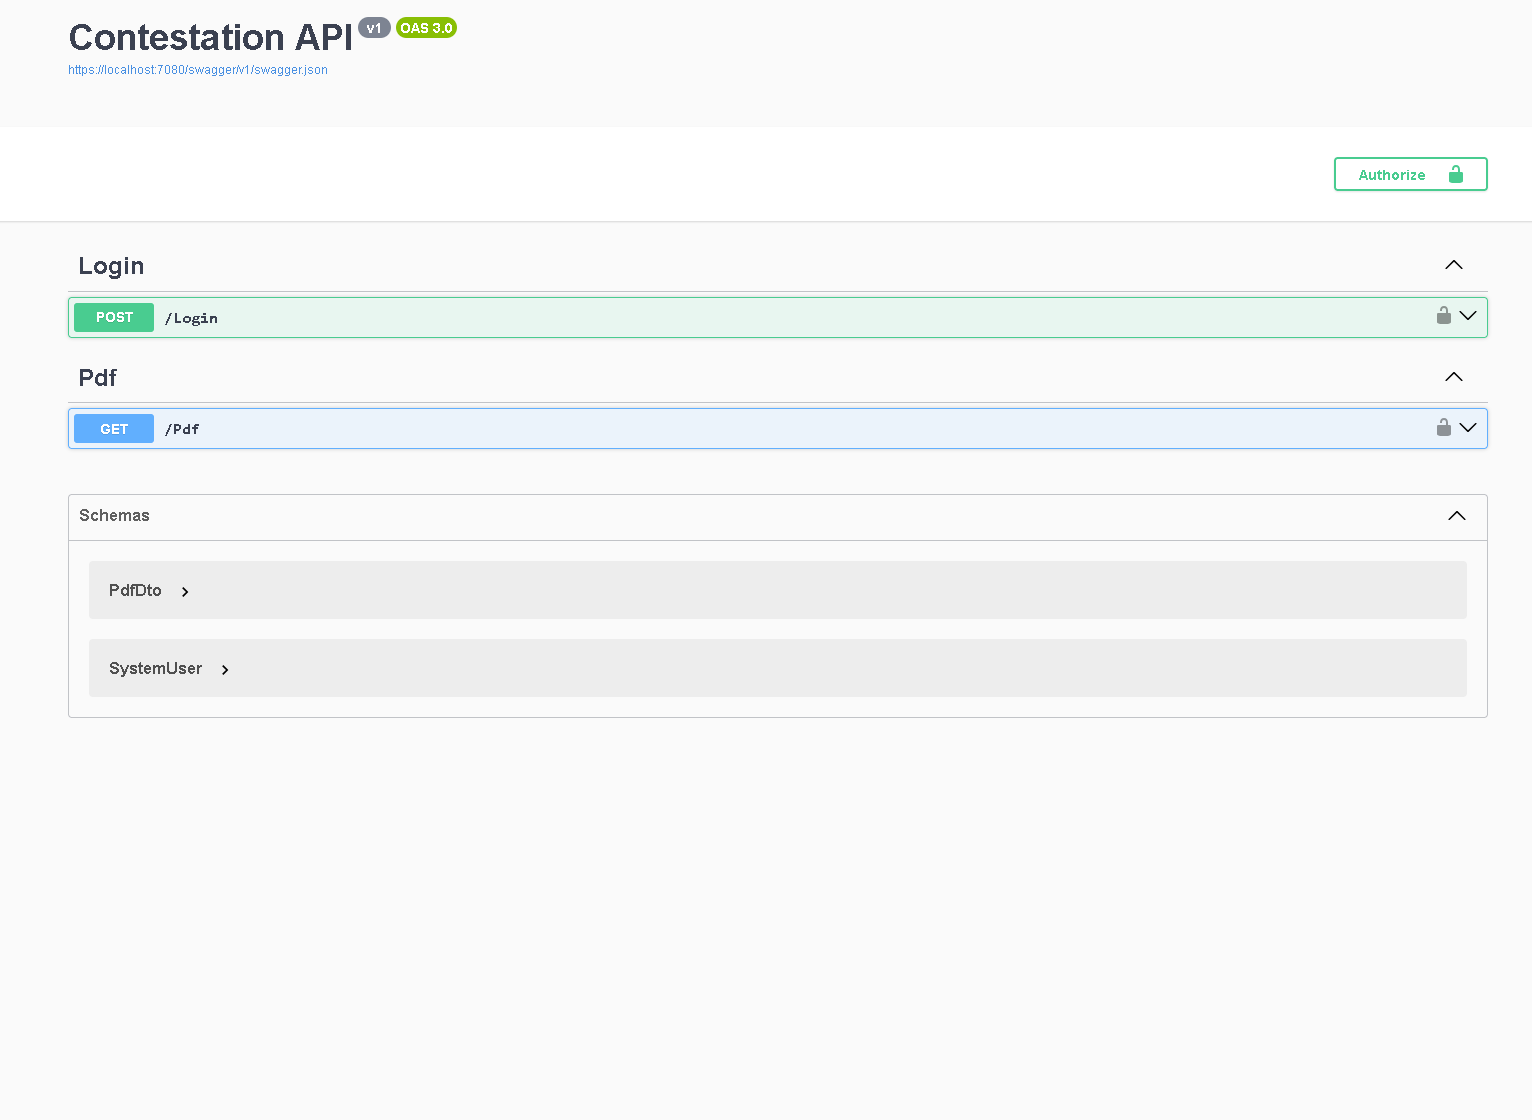 Contestation API v1 OAS 3.0
https://localhost:7080/swagger/v1/swagger.json
Authorize
Login
POST /Login
Pdf
GET /Pdf
Schemas
PdfDto
SystemUser